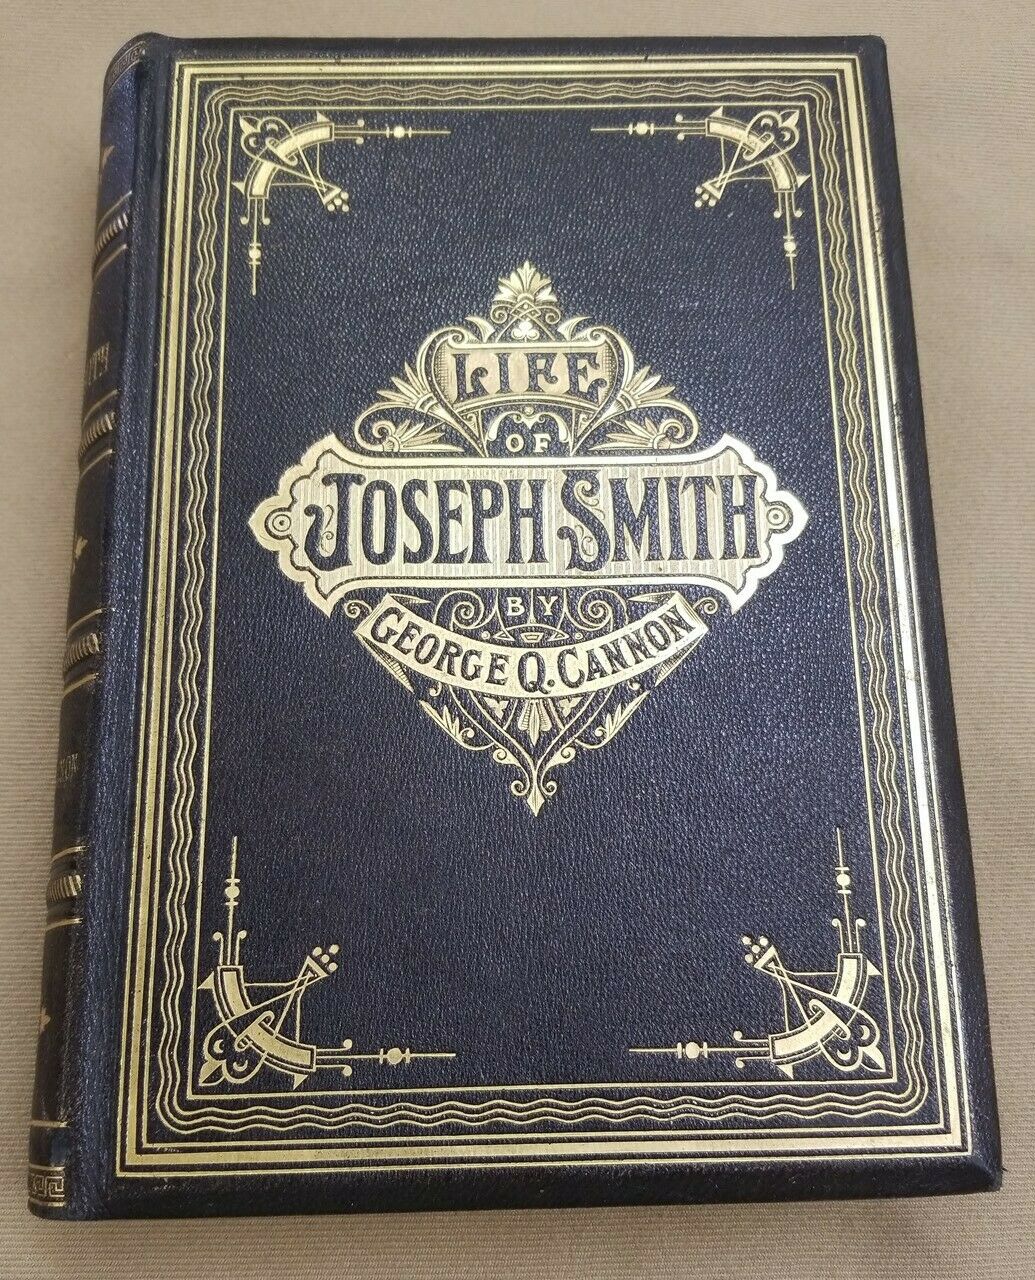 LIFE
OF
JOSEPH SMITH
BY
GEORGE Q. CANNON